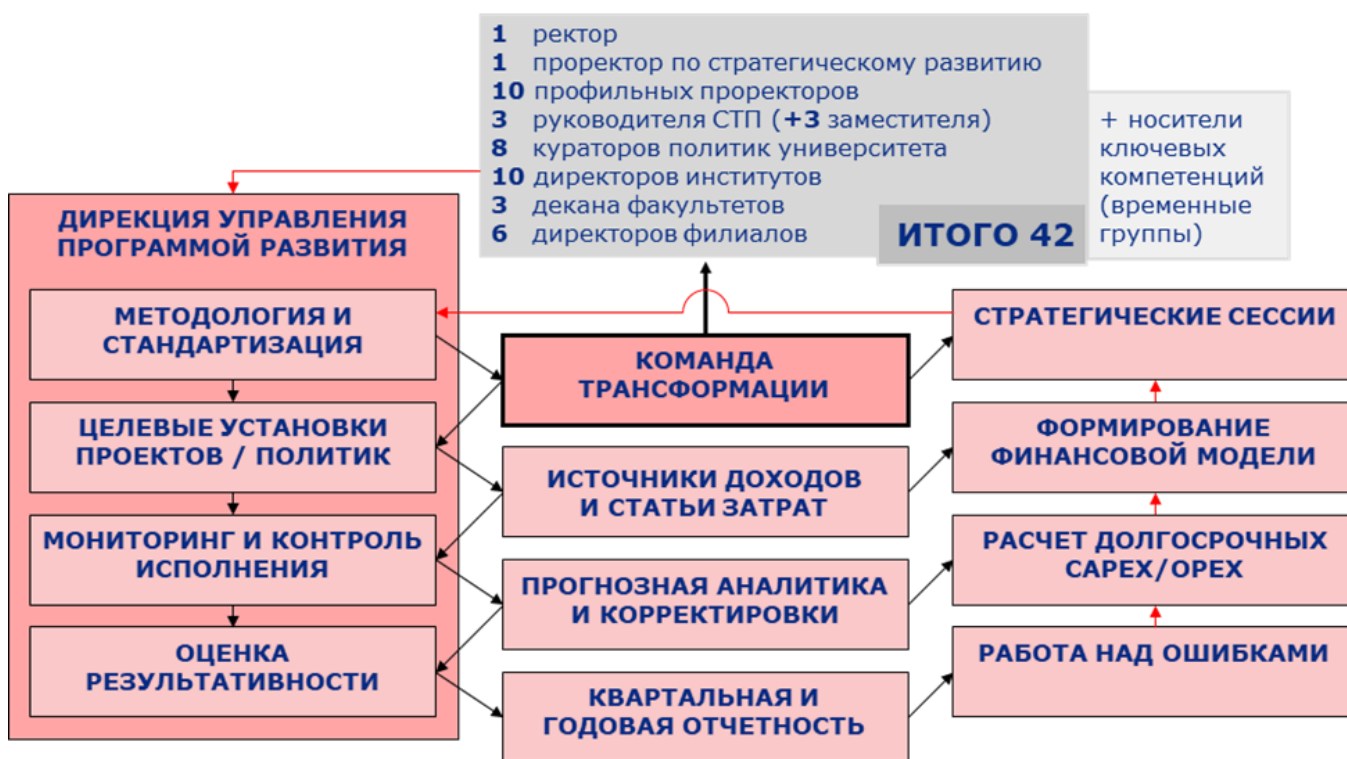 1 ректор
1 проректор по стратегическому развитию
10 профильных проректоров
3 руководителя СТП (+3 заместителя)
8 кураторов политик университета
10 директоров институтов
3 декана факультетов
6 директоров филиалов
ИТОГО 42
+ носители
ключевых
компетенций
(временные
группы)
ДИРЕКЦИЯ УПРАВЛЕНИЯ
ПРОГРАММОЙ РАЗВИТИЯ
МЕТОДОЛОГИЯ И
СТАНДАРТИЗАЦИЯ
ЦЕЛЕВЫЕ УСТАНОВКИ
ПРОЕКТОВ / ПОЛИТИК
МОНИТОРИНГ И КОНТРОЛЬ
ИСПОЛНЕНИЯ
ОЦЕНКА
РЕЗУЛЬТАТИВНОСТИ
КОМАНДА
ТРАНСФОРМАЦИИ
ИСТОЧНИКИ ДОХОДОВ
И СТАТЬИ ЗАТРАТ
ПРОГНОЗНАЯ АНАЛИТИКА
И КОРРЕКТИРОВКИ
КВАРТАЛЬНАЯ И
ГОДОВАЯ ОТЧЕТНОСТЬ
СТРАТЕГИЧЕСКИЕ СЕССИИ
ФОРМИРОВАНИЕ
ФИНАНСОВОЙ МОДЕЛИ
РАСЧЕТ ДОЛГОСРОЧНЫХ
CAPEX/OPEX
РАБОТА НАД ОШИБКАМИ